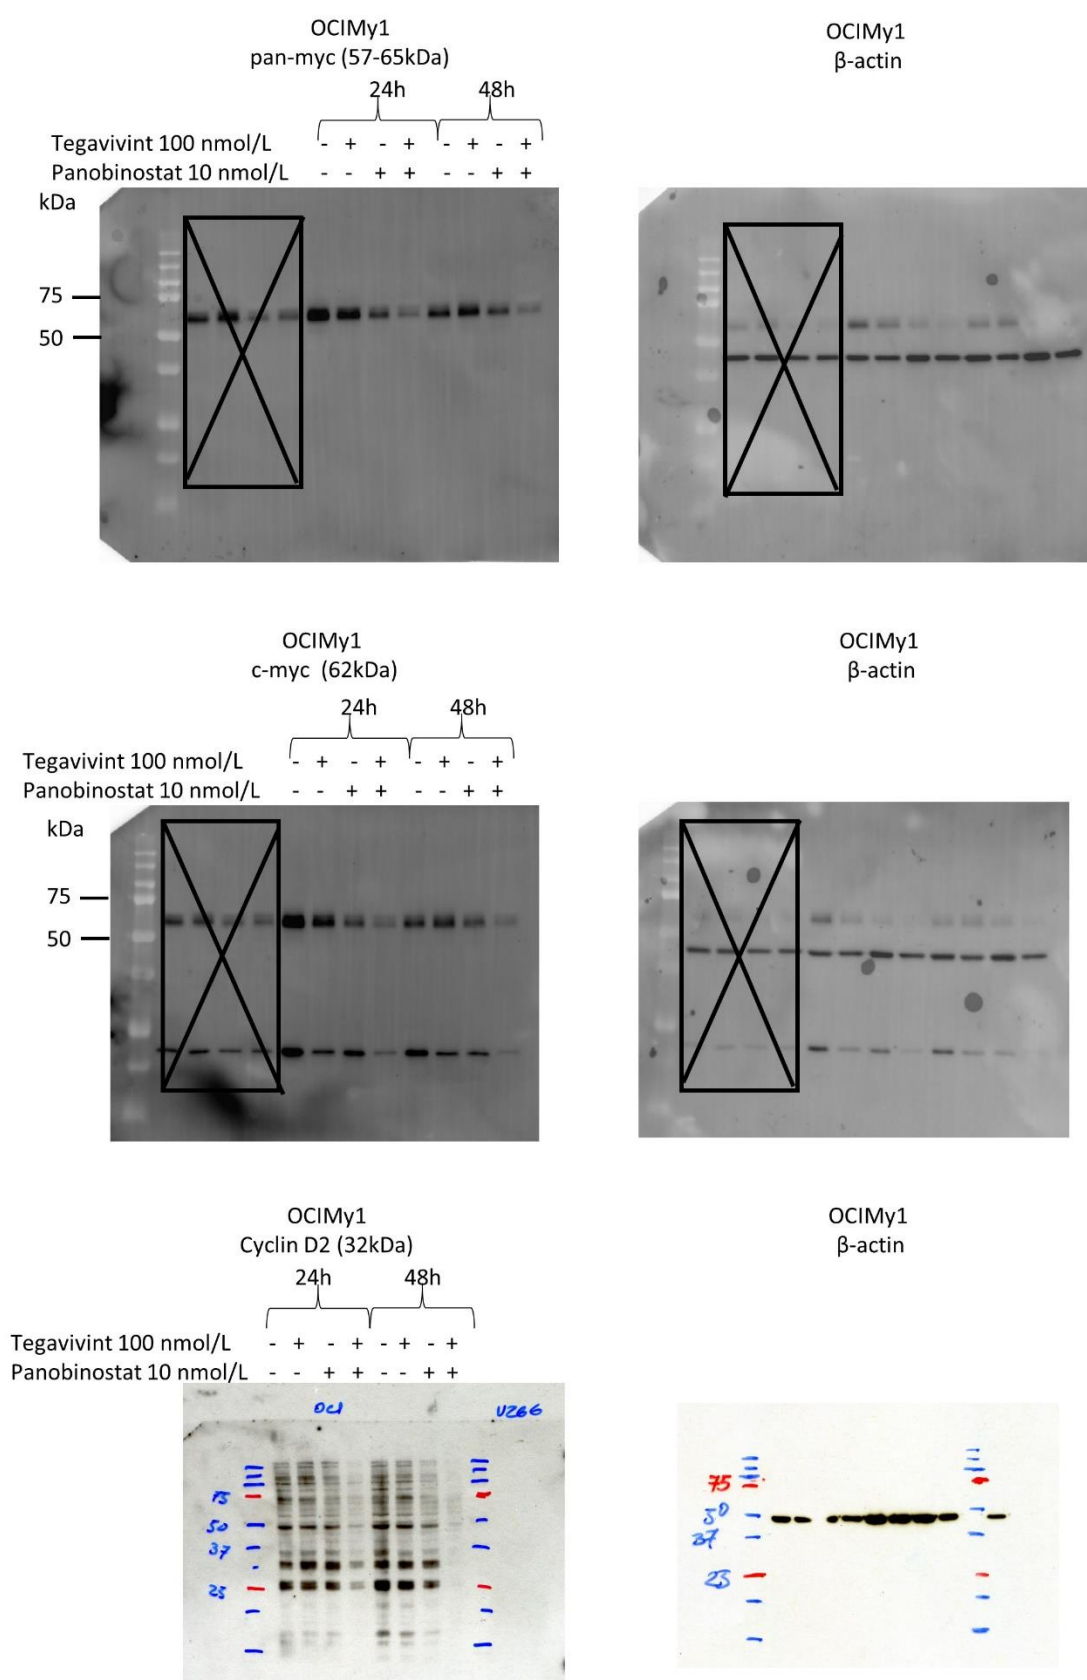 OCIMy1
pan-myc (57-65kDa)
24h 48h
Tegavivint 100 nmol/L - + - + - + - +
Panobinostat 10 nmol/L - - + + - - + +
kDa
75
50
OCIMy1
β-actin
OCIMy1
c-myc (62kDa)
24h 48h
Tegavivint 100 nmol/L - + - + - + - +
Panobinostat 10 nmol/L - - + + - - + +
kDa
75
50
OCIMy1
β-actin
OCIMy1
Cyclin D2 (32kDa)
24h 48h
Tegavivint 100 nmol/L - + - + - + - +
Panobinostat 10 nmol/L - - + + - - + +
OCI U266
75
50
37
25
OCIMy1
β-actin
75
50
37
25